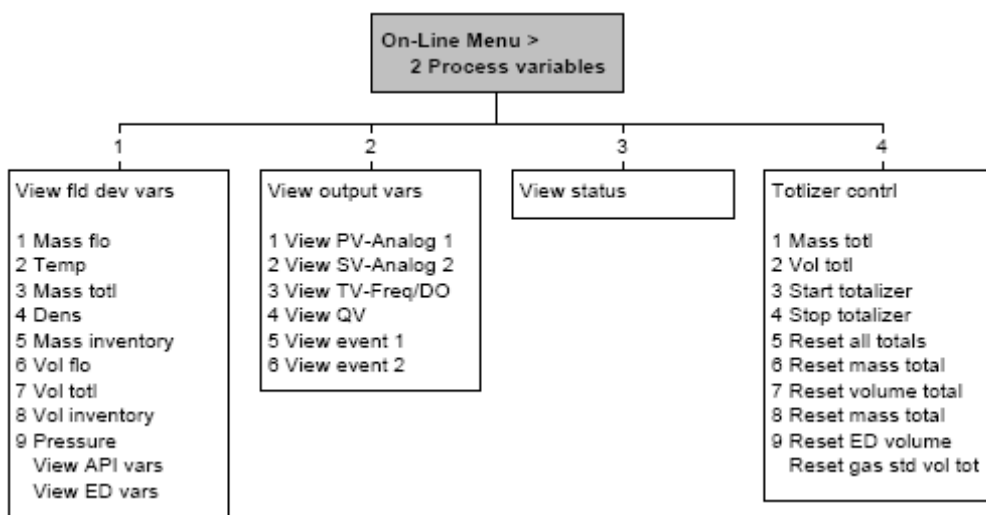 On-Line Menu >
2 Process variables
1
2
3
4
View fld dev vars
1 Mass flo
2 Temp
3 Mass totl
4 Dens
5 Mass inventory
6 Vol flo
7 Vol totl
8 Vol inventory
9 Pressure
View API vars
View ED vars
View output vars
1 View PV-Analog 1
2 View SV-Analog 2
3 View TV-Freq/DO
4 View QV
5 View event 1
6 View event 2
View status
Totlizer contrl
1 Mass totl
2 Vol totl
3 Start totalizer
4 Stop totalizer
5 Reset all totals
6 Reset mass total
7 Reset volume total
8 Reset mass total
9 Reset ED volume
Reset gas std vol tot